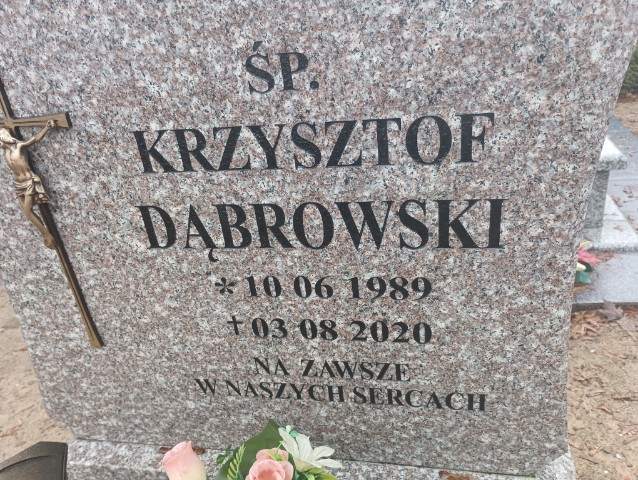 ŚP.
KRZYSZTOF
DĄBROWSKI
* 10 06 1989
✝ 03 08 2020
NA ZAWSZE
W NASZYCH SERCACH